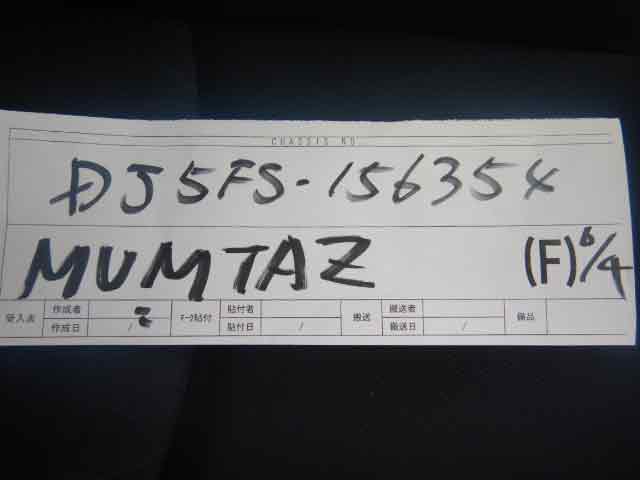 CHASSIS NO
DJ5FS-156354
MUMTAZ (F) 6/4
受入表 作成者 Z ﾃｰﾌﾟ貼付 貼付者 搬送 搬送者 備品
作成日 / 貼付日 / 搬送日 /